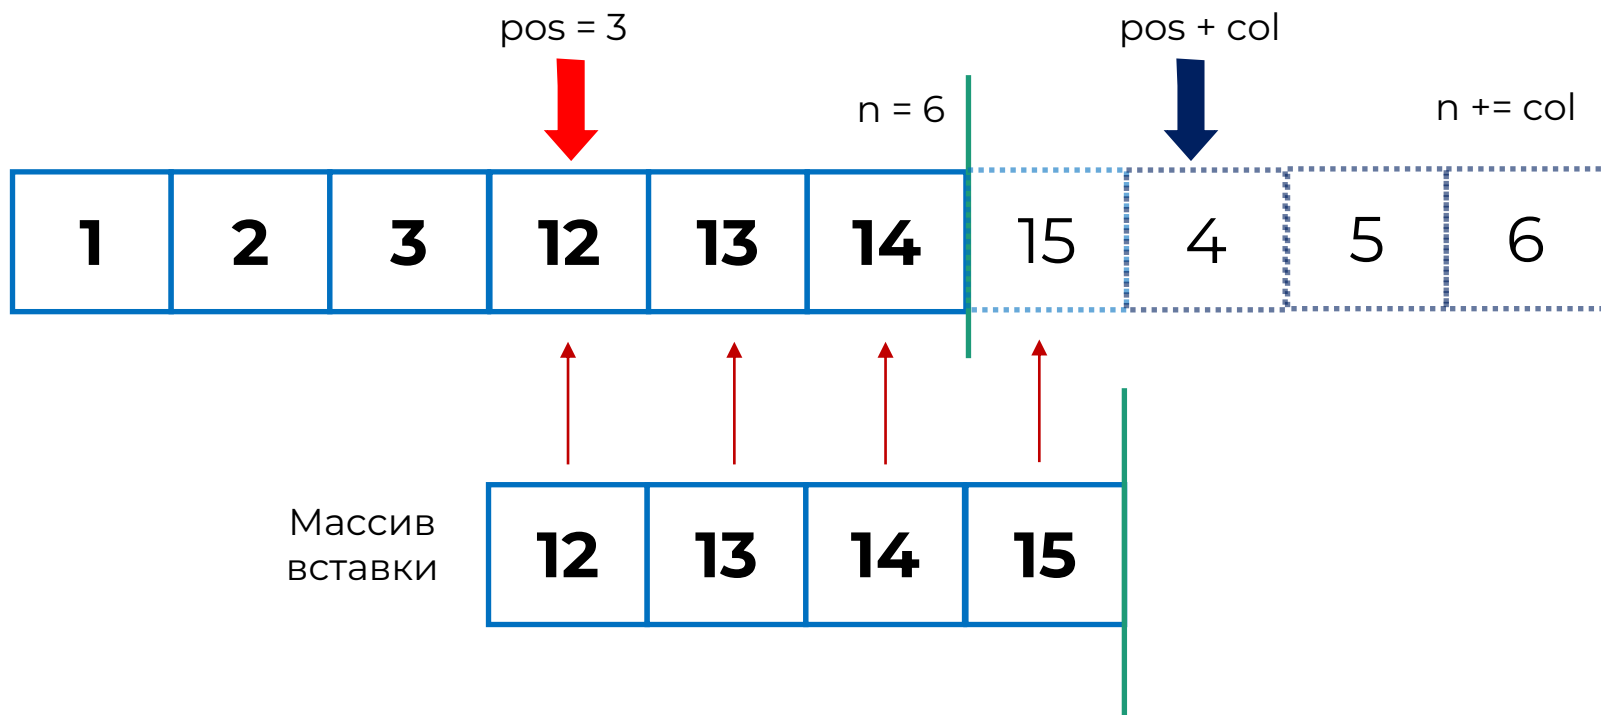 pos = 3
pos + col
n = 6
n += col
1 2 3 12 13 14 15 4 5 6
Массив
вставки
12 13 14 15